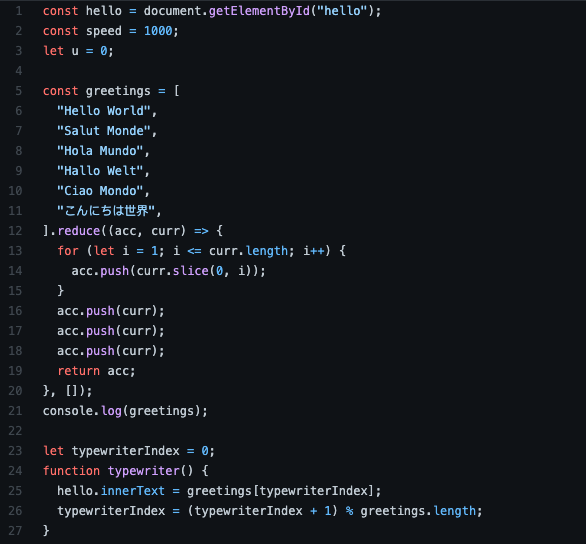 1 const hello = document.getElementById("hello");
2 const speed = 1000;
3 let u = 0;
4
5 const greetings = [
6   "Hello World",
7   "Salut Monde",
8   "Hola Mundo",
9   "Hallo Welt",
10   "Ciao Mondo",
11   "こんにちは世界",
12 ].reduce((acc, curr) => {
13   for (let i = 1; i <= curr.length; i++) {
14     acc.push(curr.slice(0, i));
15   }
16   acc.push(curr);
17   acc.push(curr);
18   acc.push(curr);
19   return acc;
20 }, []);
21 console.log(greetings);
22
23 let typewriterIndex = 0;
24 function typewriter() {
25   hello.innerText = greetings[typewriterIndex];
26   typewriterIndex = (typewriterIndex + 1) % greetings.length;
27 }